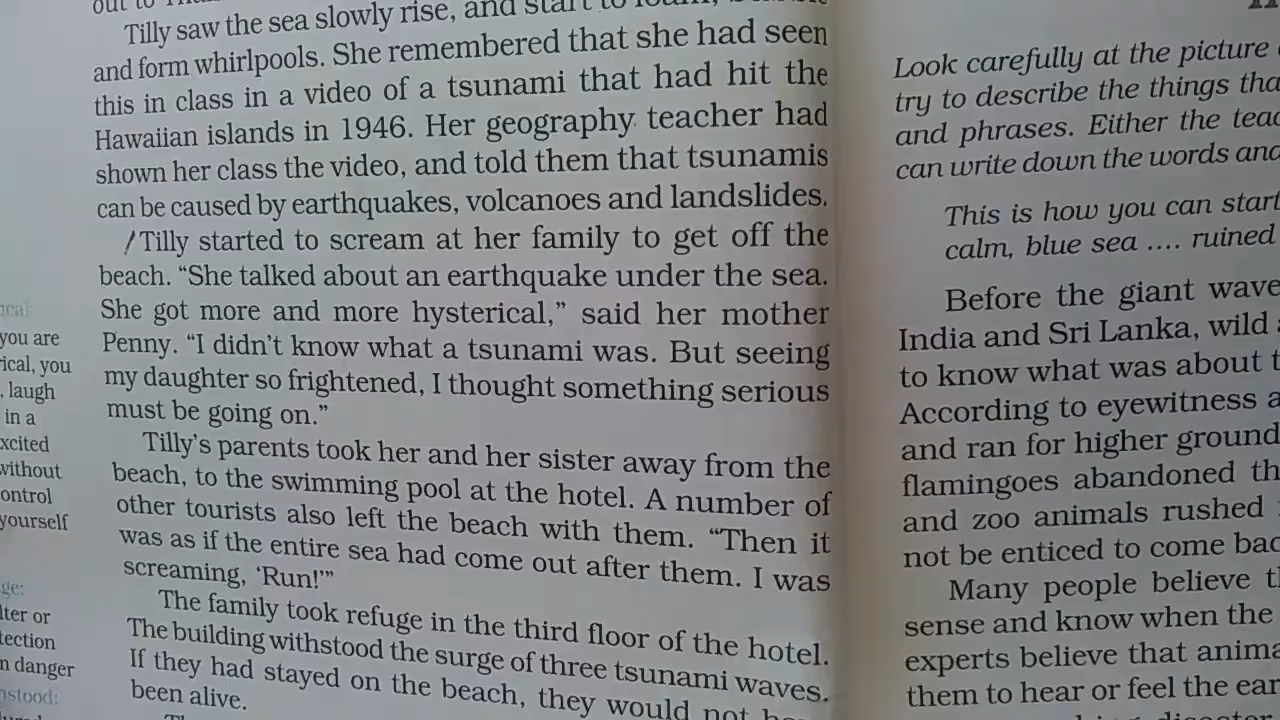 Tilly saw the sea slowly rise, and start to
and form whirlpools. She remembered that she had seen
this in class in a video of a tsunami that had hit the
Hawaiian islands in 1946. Her geography teacher had
shown her class the video, and told them that tsunamis
can be caused by earthquakes, volcanoes and landslides.
Tilly started to scream at her family to get off the
beach. “She talked about an earthquake under the sea.
She got more and more hysterical,” said her mother
Penny. “I didn't know what a tsunami was. But seeing
my daughter so frightened, I thought something serious
must be going on.”
Tilly's parents took her and her sister away from the
beach, to the swimming pool at the hotel. A number of
other tourists also left the beach with them. “Then it
was as if the entire sea had come out after them. I was
screaming, ‘Run!’”
The family took refuge in the third floor of the hotel.
The building withstood the surge of three tsunami waves.
If they had stayed on the beach, they would not
been alive.
you are
you
laugh
in a
without
yourself
or
danger
Look carefully at the picture
try to describe the things
and phrases. Either the
can write down the words and
This is how you can start
calm, blue sea .... ruined
Before the giant
India and Sri Lanka, wild
to know what was about
According to eyewitness
and ran for higher ground
flamingoes abandoned
and zoo animals rushed
not be enticed to come
Many people believe
sense and know when the
experts believe that
them to hear or feel the